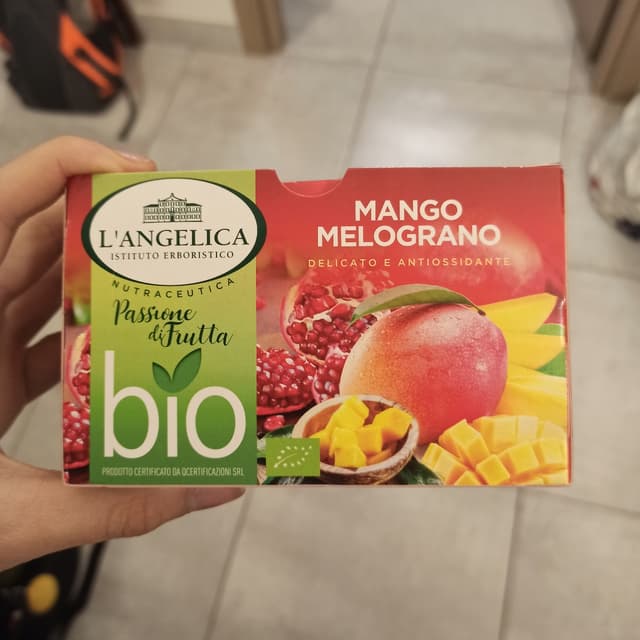 L'ANGELICA
ISTITUTO ERBORISTICO
NUTRACEUTICA
Passione
di Frutta
bio
PRODOTTO CERTIFICATO DA QCERTIFICAZIONI SRL
MANGO
MELOGRANO
DELICATO E ANTIOSSIDANTE